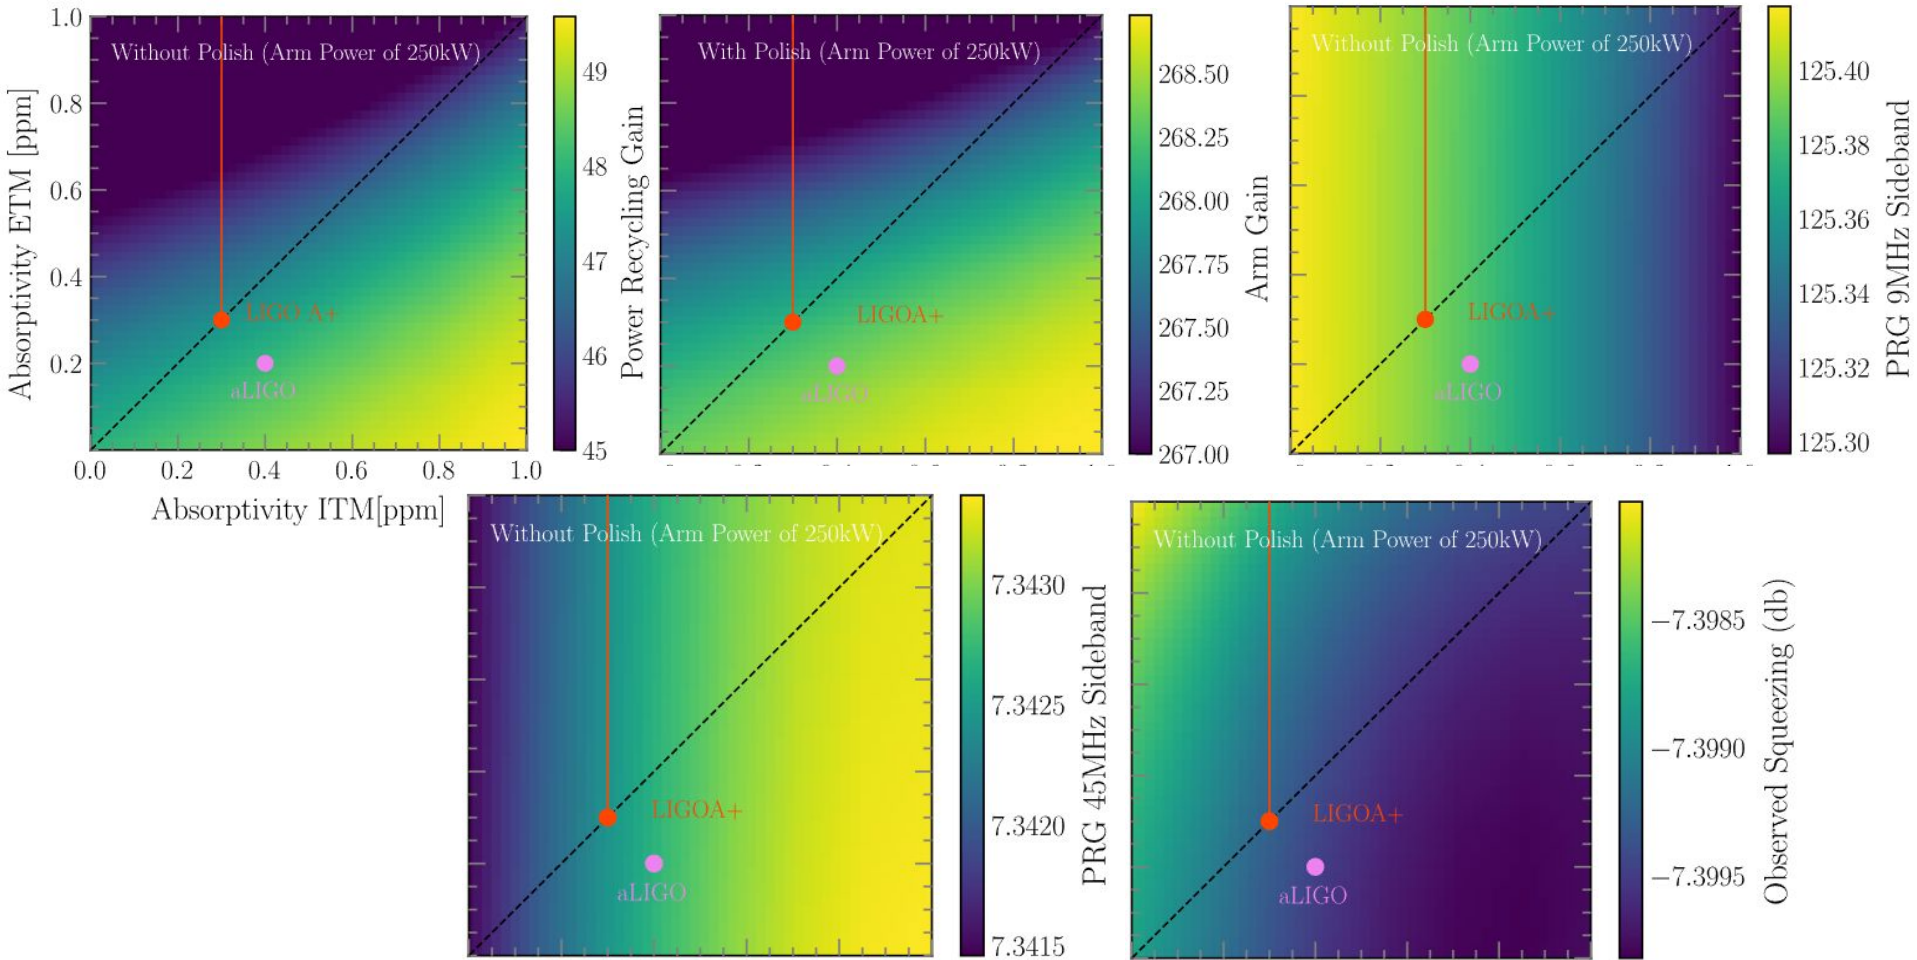 Without Polish (Arm Power of 250kW)
Absorptivity ETM [ppm]
1.0
0.8
0.6
0.4
0.2
0.0 0.2 0.4 0.6 0.8 1.0
Absorptivity ITM[ppm]
LIGO A+
aLIGO
49
48
47
46
45
Power Recycling Gain
With Polish (Arm Power of 250kW)
LIGOA+
aLIGO
268.50
268.25
268.00
267.75
267.50
267.25
267.00
Arm Gain
Without Polish (Arm Power of 250kW)
LIGOA+
aLIGO
125.40
125.38
125.36
125.34
125.32
125.30
PRG 9MHz Sideband
Without Polish (Arm Power of 250kW)
LIGOA+
aLIGO
7.3430
7.3425
7.3420
7.3415
PRG 45MHz Sideband
Without Polish (Arm Power of 250kW)
LIGOA+
aLIGO
−7.3985
−7.3990
−7.3995
Observed Squeezing (db)